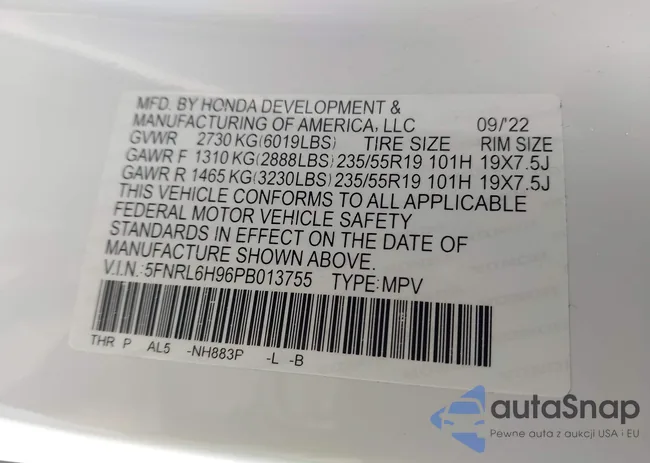 MFD. BY HONDA DEVELOPMENT &
MANUFACTURING OF AMERICA, LLC 09/'22
GVWR 2730 KG(6019LBS) TIRE SIZE RIM SIZE
GAWR F 1310 KG(2888LBS) 235/55R19 101H 19X7.5J
GAWR R 1465 KG(3230LBS) 235/55R19 101H 19X7.5J
THIS VEHICLE CONFORMS TO ALL APPLICABLE
FEDERAL MOTOR VEHICLE SAFETY
STANDARDS IN EFFECT ON THE DATE OF
MANUFACTURE SHOWN ABOVE.
V.I.N.:5FNRL6H96PB013755 TYPE:MPV
THR P AL5 -NH883P -L -B
autaSnap
Pewne auta z aukcji USA i EU